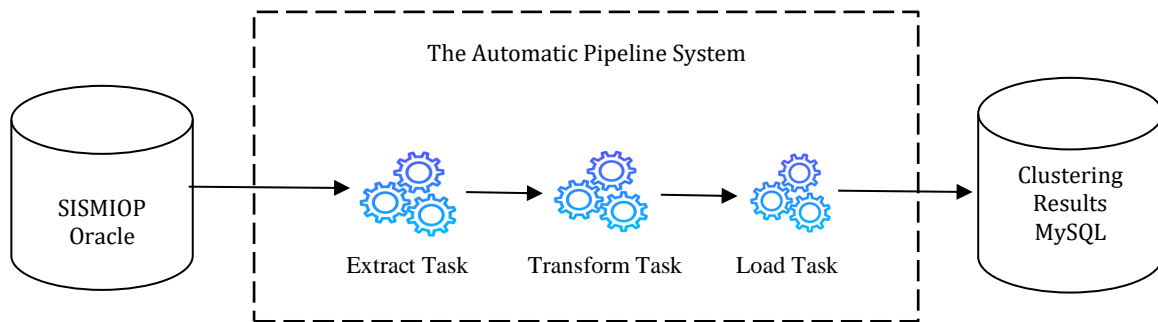 The Automatic Pipeline System
SISMIOP
Oracle
Extract Task
Transform Task
Load Task
Clustering
Results
MySQL